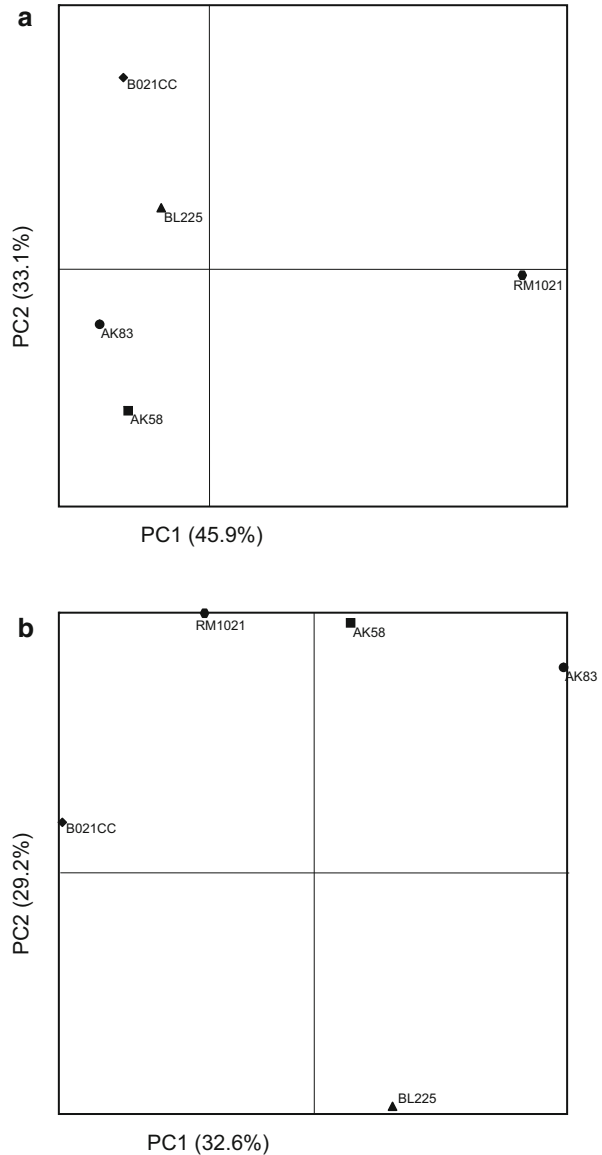 a
B021CC
BL225
RM1021
AK83
AK58
PC2 (33.1%)
PC1 (45.9%)
b
RM1021
AK58
AK83
B021CC
BL225
PC2 (29.2%)
PC1 (32.6%)